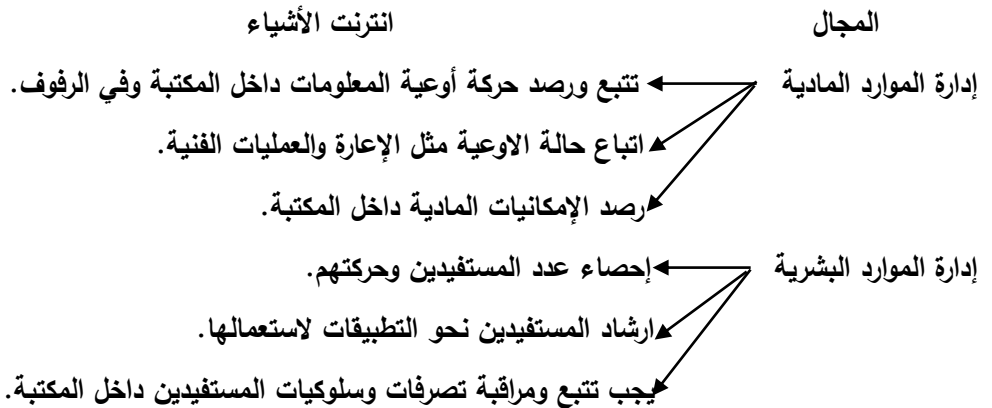 المجال انترنت الأشياء
إدارة الموارد المادية تتبع ورصد حركة أوعية المعلومات داخل المكتبة وفي الرفوف.
اتباع حالة الاوعية مثل الإعارة والعمليات الفنية.
رصد الإمكانيات المادية داخل المكتبة.
إدارة الموارد البشرية إحصاء عدد المستفيدين وحركتهم.
ارشاد المستفيدين نحو التطبيقات لاستعمالها.
يجب تتبع ومراقبة تصرفات وسلوكيات المستفيدين داخل المكتبة.